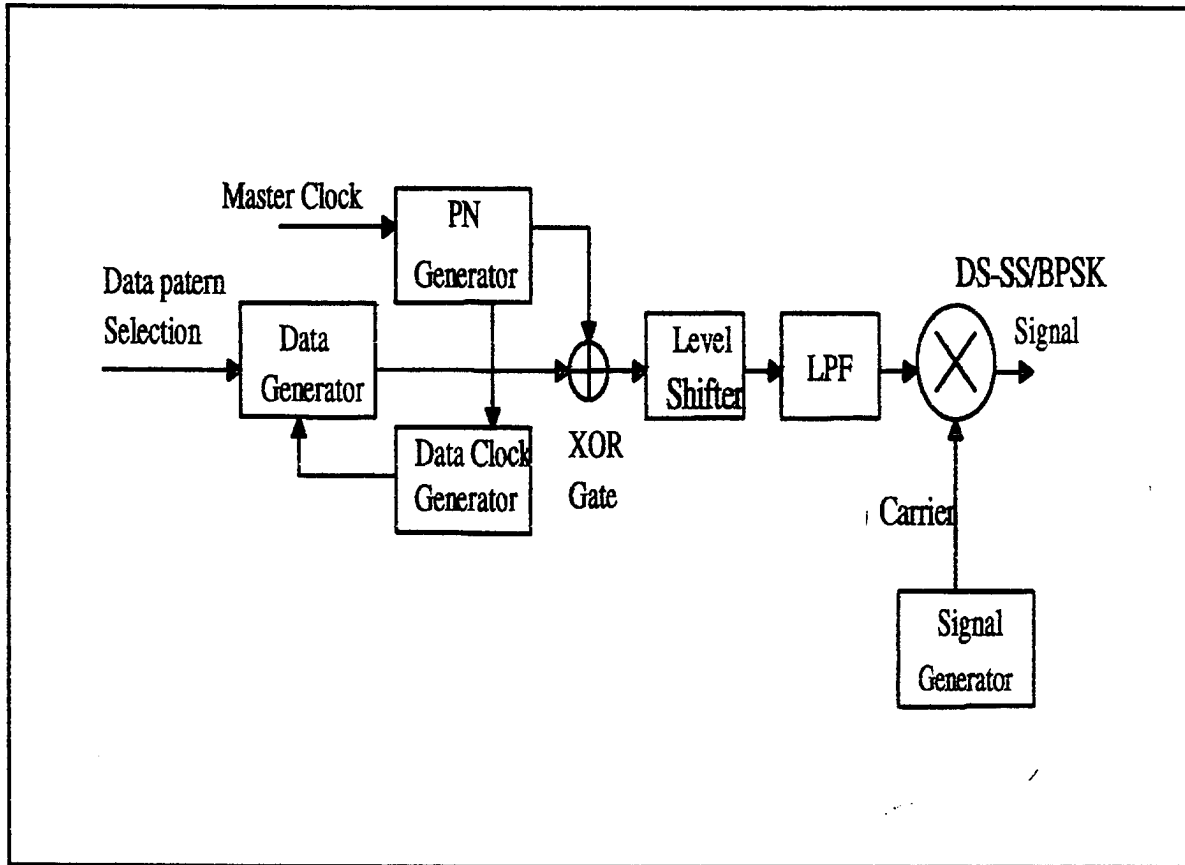 Master Clock
PN
Generator
Data patern
Selection
Data
Generator
Data Clock
Generator
XOR
Gate
Level
Shifter
LPF
DS-SS/BPSK
Signal
Carrier
Signal
Generator